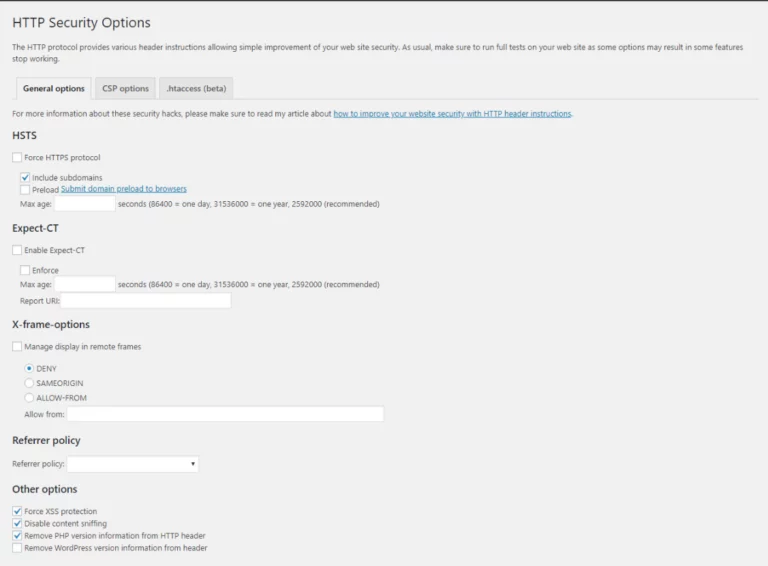 HTTP Security Options
The HTTP protocol provides various header instructions allowing simple improvement of your web site security. As usual, make sure to run full tests on your web site as some options may result in some features
stop working.
General options CSP options .htaccess (beta)
For more information about these security hacks, please make sure to read my article about how to improve your website security with HTTP header instructions.
HSTS
Force HTTPS protocol
Include subdomains
Preload Submit domain preload to browsers
Max age: seconds (86400 = one day, 31536000 = one year, 2592000 (recommended)
Expect-CT
Enable Expect-CT
Enforce
Max age: seconds (86400 = one day, 31536000 = one year, 2592000 (recommended)
Report URI:
X-frame-options
Manage display in remote frames
DENY
SAMEORIGIN
ALLOW-FROM
Allow from:
Referrer policy
Referrer policy:
Other options
Force XSS protection
Disable content sniffing
Remove PHP version information from HTTP header
Remove WordPress version information from header